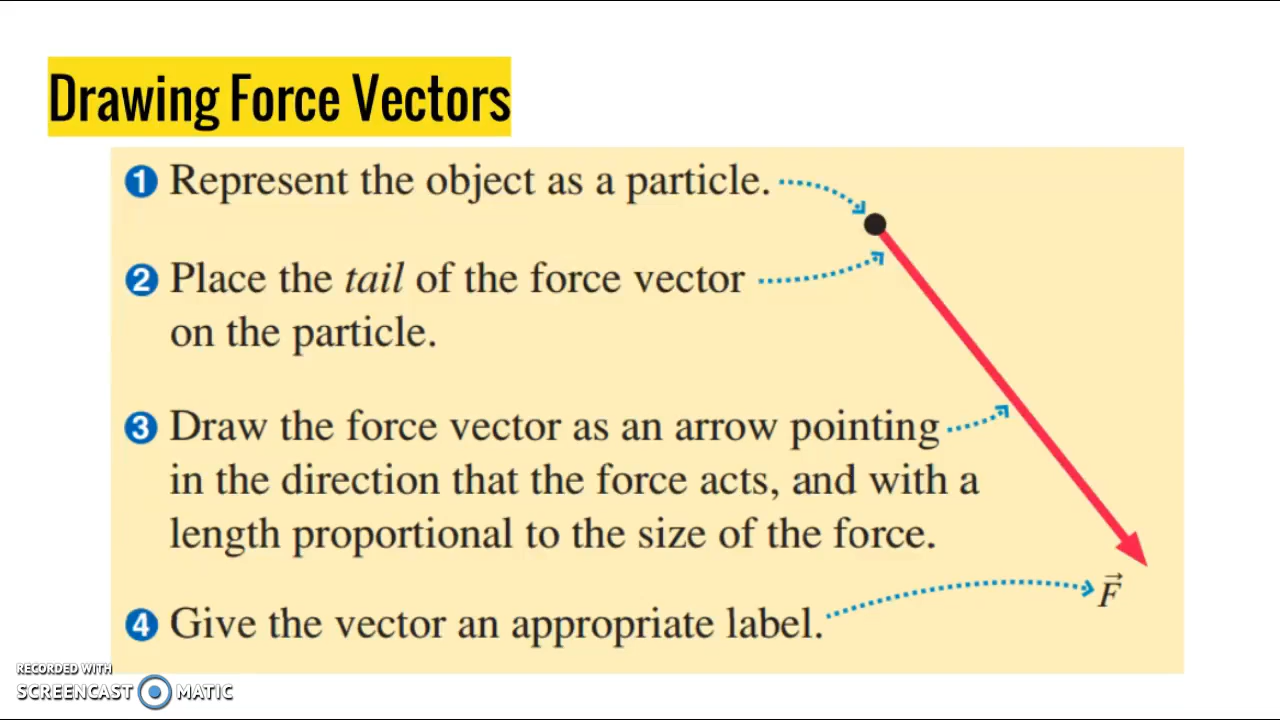 Drawing Force Vectors
1 Represent the object as a particle.
2 Place the tail of the force vector
on the particle.
3 Draw the force vector as an arrow pointing
in the direction that the force acts, and with a
length proportional to the size of the force.
F⃗
4 Give the vector an appropriate label.
RECORDED WITH
SCREENCAST MATIC